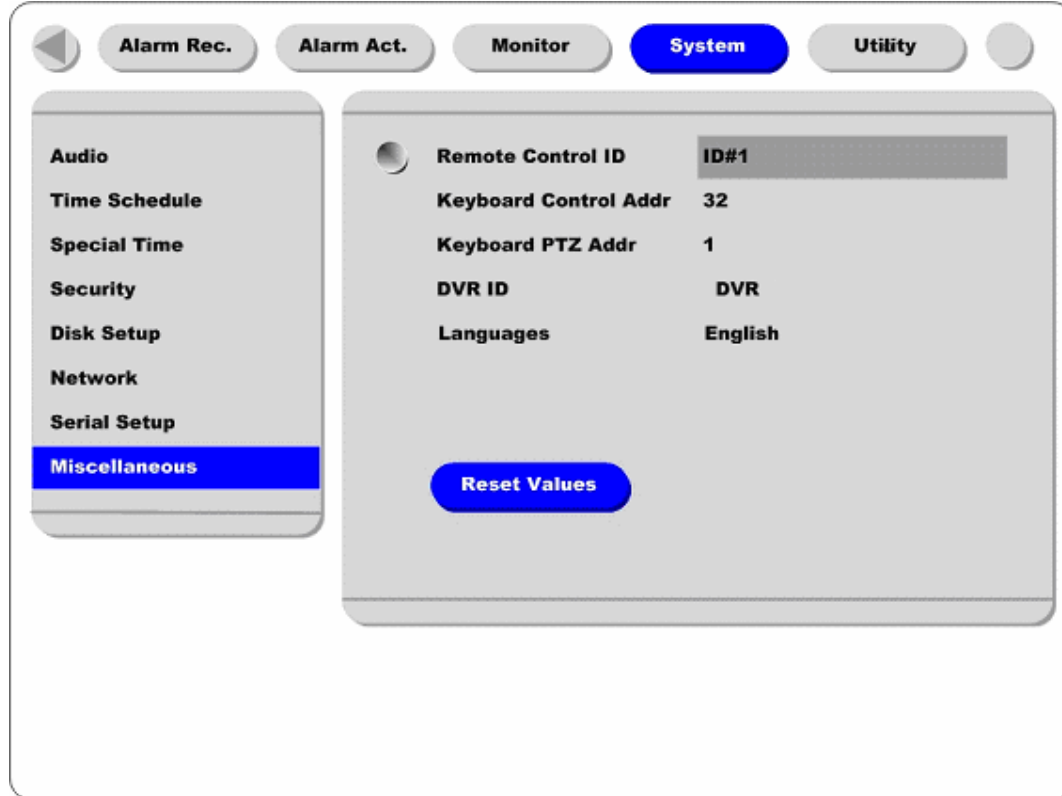 Alarm Rec. Alarm Act. Monitor System Utility
Audio
Time Schedule
Special Time
Security
Disk Setup
Network
Serial Setup
Miscellaneous
Remote Control ID ID#1
Keyboard Control Addr 32
Keyboard PTZ Addr 1
DVR ID DVR
Languages English
Reset Values